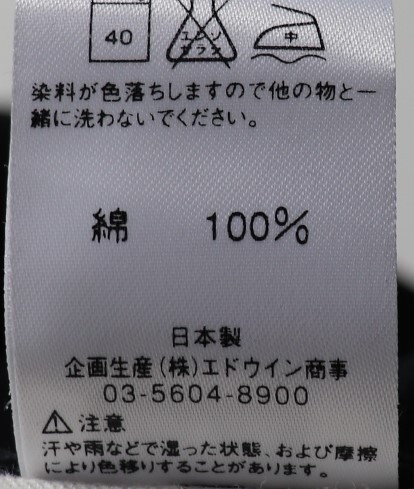 40 エンソ 中
サラシ
染料が色落ちしますので他の物と一
緒に洗わないでください。
綿 100%
日本製
企画生産(株)エドウイン商事
03-5604-8900
注意
汗や雨などで湿った状態、および摩擦
により色移りすることがあります。